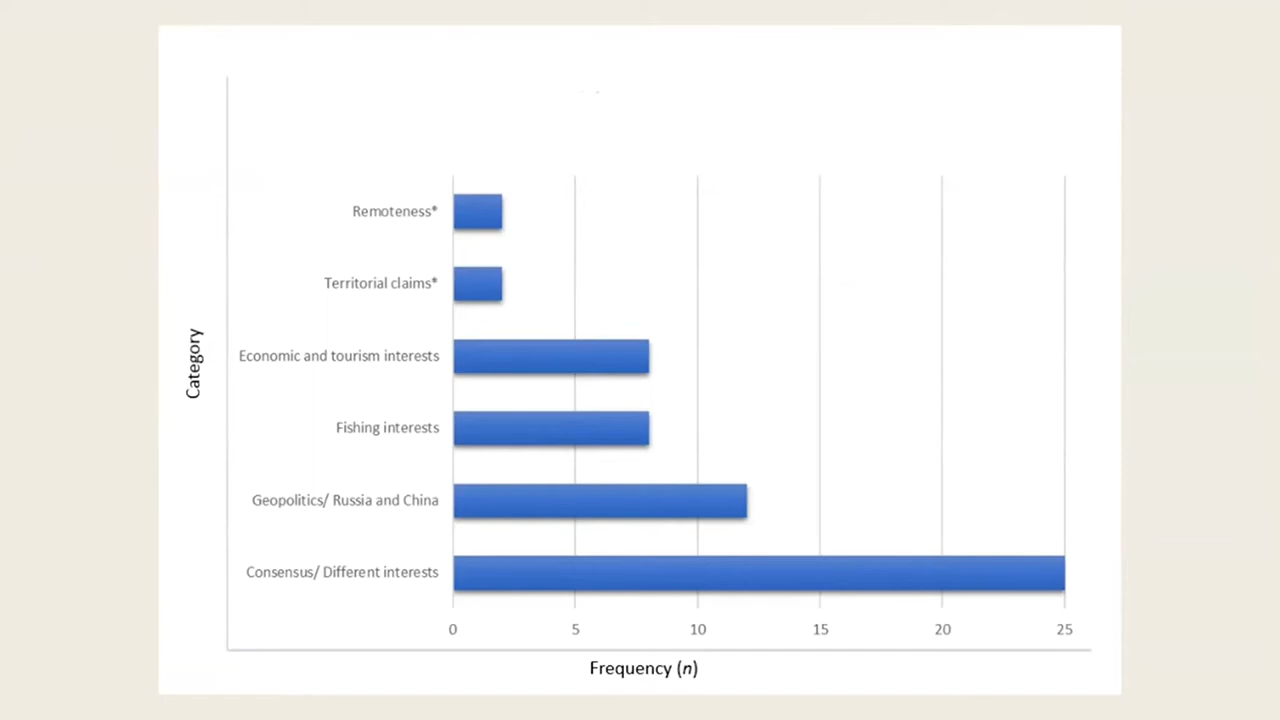 Remoteness*
Territorial claims*
Economic and tourism interests
Fishing interests
Geopolitics/ Russia and China
Consensus/ Different interests
0 5 10 15 20 25
Category
Frequency (n)